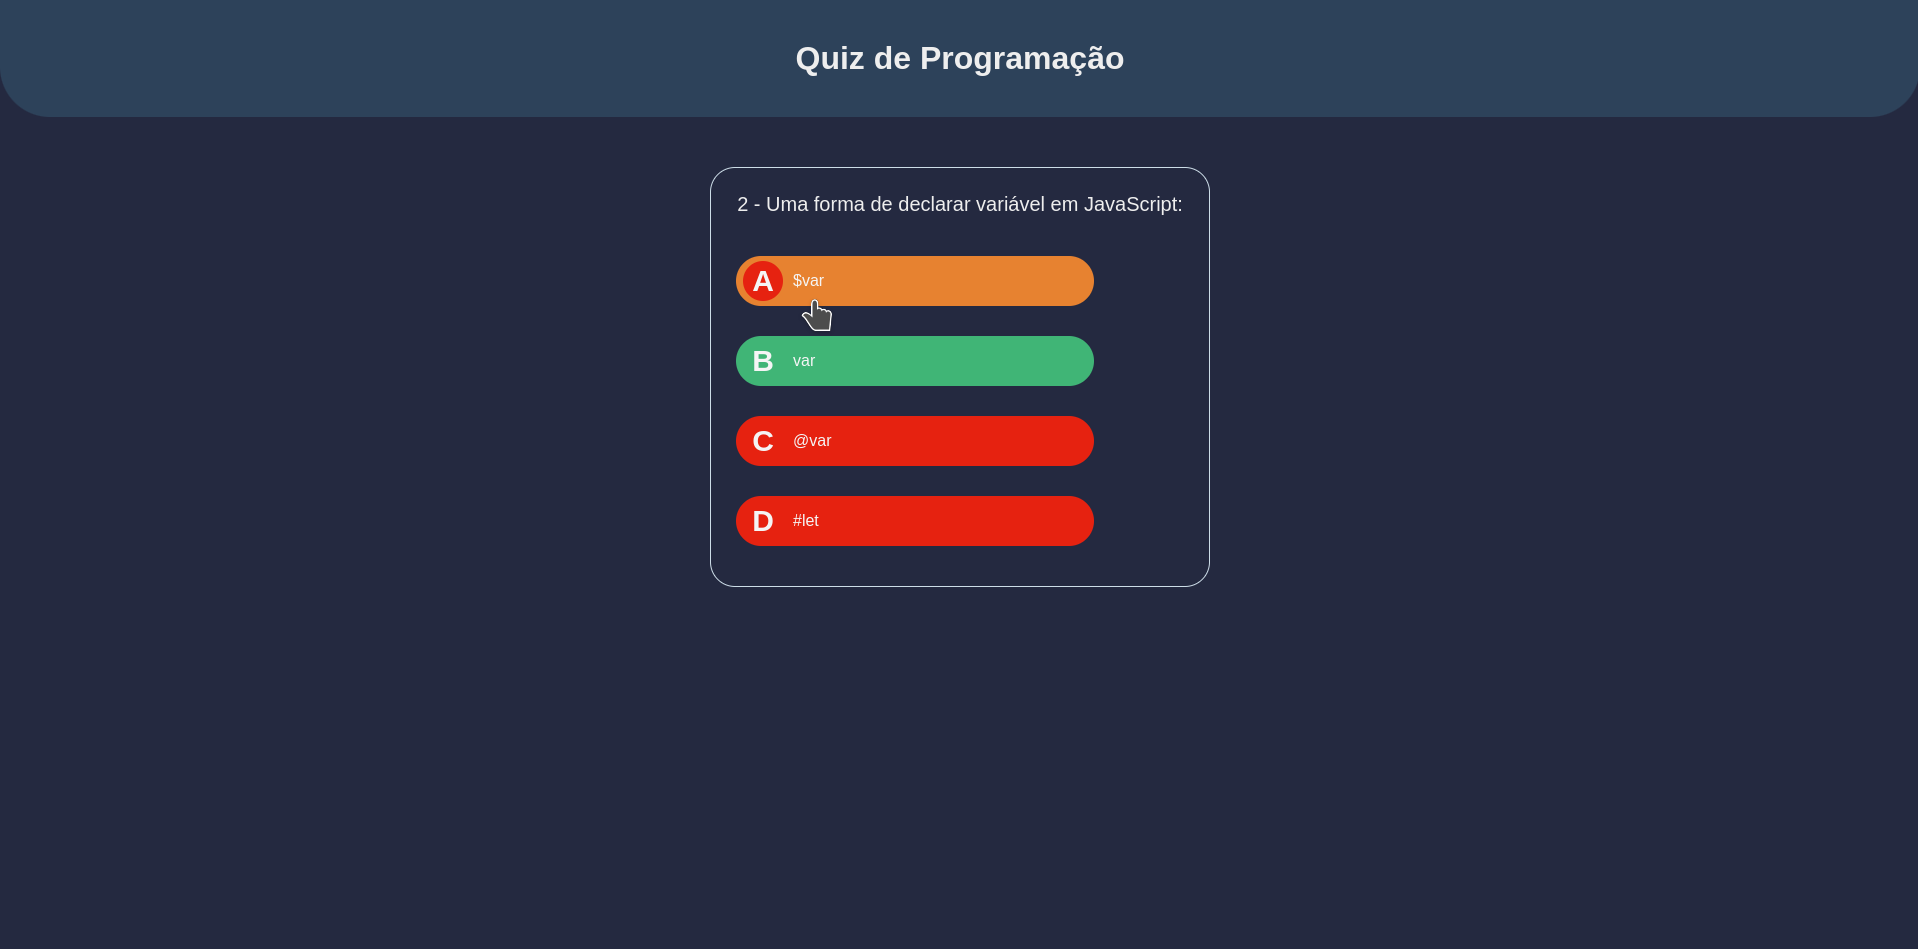 Quiz de Programação
2 - Uma forma de declarar variável em JavaScript:
A $var
B var
C @var
D #let